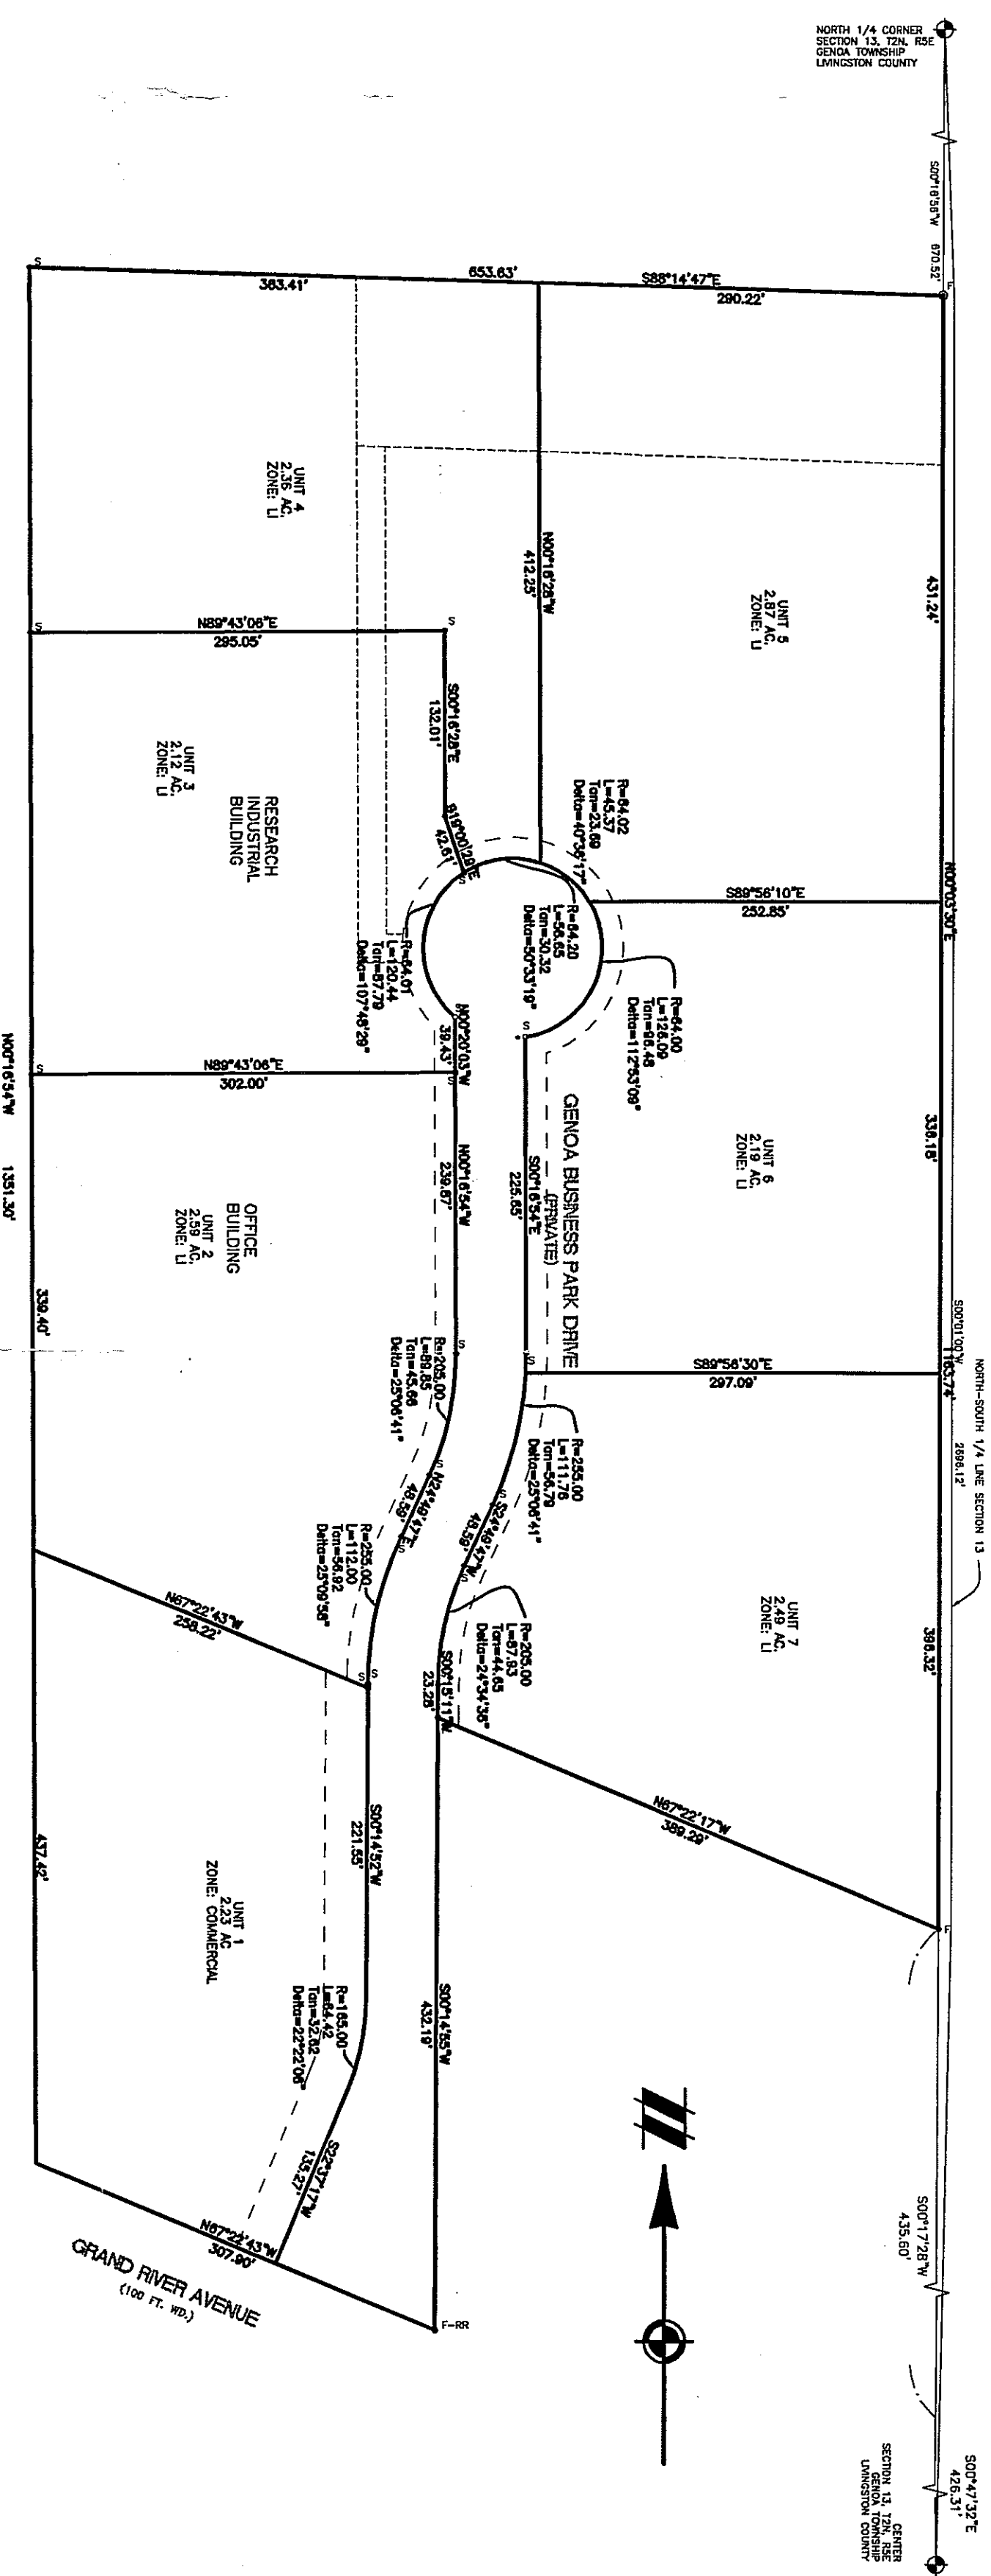 NORTH 1/4 CORNER
SECTION 13, T2N, R5E
GENOA TOWNSHIP
LIVINGSTON COUNTY
S00°16'56"W 670.52'
F
S
653.63'
363.41'
S88°14'47"E
290.22'
UNIT 4
2.36 AC.
ZONE: LI
N00°16'28"W
412.25'
UNIT 5
2.87 AC.
ZONE: LI
431.24'
N89°43'06"E
295.05'
S
S
S00°16'28"E
132.01'
S19°00'29"E
42.61'
S
UNIT 3
2.12 AC.
ZONE: LI
RESEARCH
INDUSTRIAL
BUILDING
R=64.02
L=45.37
Tan=23.69
Delta=40°36'17"
S89°56'10"E
252.85'
N00°03'30"E
R=64.20
L=56.65
Tan=30.32
Delta=50°33'19"
R=64.01
L=120.44
Tan=87.79
Delta=107°48'29"
R=64.00
L=126.09
Tan=96.48
Delta=112°53'09"
S
S
N00°20'03"W
39.43'
S
N89°43'06"E
302.00'
S
N00°16'54"W 1351.30'
GENOA BUSINESS PARK DRIVE
(PRIVATE)
S00°16'54"E
225.65'
N00°16'54"W
239.67'
UNIT 6
2.19 AC.
ZONE: LI
336.18'
OFFICE
BUILDING
UNIT 2
2.59 AC.
ZONE: LI
339.40'
S00°01'00"W 2596.12'
1163.74'
NORTH-SOUTH 1/4 LINE SECTION 13
S89°56'30"E
297.09'
S
S
R=205.00
L=89.85
Tan=45.66
Delta=25°06'41"
R=255.00
L=111.76
Tan=56.79
Delta=25°06'41"
S
S
N24°49'47"E
48.59'
S24°49'47"W
48.59'
S
S
R=255.00
L=112.00
Tan=56.92
Delta=25°09'58"
R=205.00
L=87.93
Tan=44.65
Delta=24°34'36"
N67°22'43"W
258.22'
S
S
S00°15'11"W
23.28'
UNIT 7
2.49 AC.
ZONE: LI
396.32'
N67°22'17"W
389.29'
F
S00°14'52"W
221.55'
UNIT 1
2.23 AC
ZONE: COMMERCIAL
437.42'
S00°14'55"W
432.19'
R=165.00
L=64.42
Tan=32.62
Delta=22°22'06"
S22°37'17"W
135.27'
N67°22'43"W
307.90'
F-RR
GRAND RIVER AVENUE
(100 FT. WD.)
S00°17'28"W
435.60'
S00°47'32"E
426.31'
CENTER
SECTION 13, T2N, R5E
GENOA TOWNSHIP
LIVINGSTON COUNTY